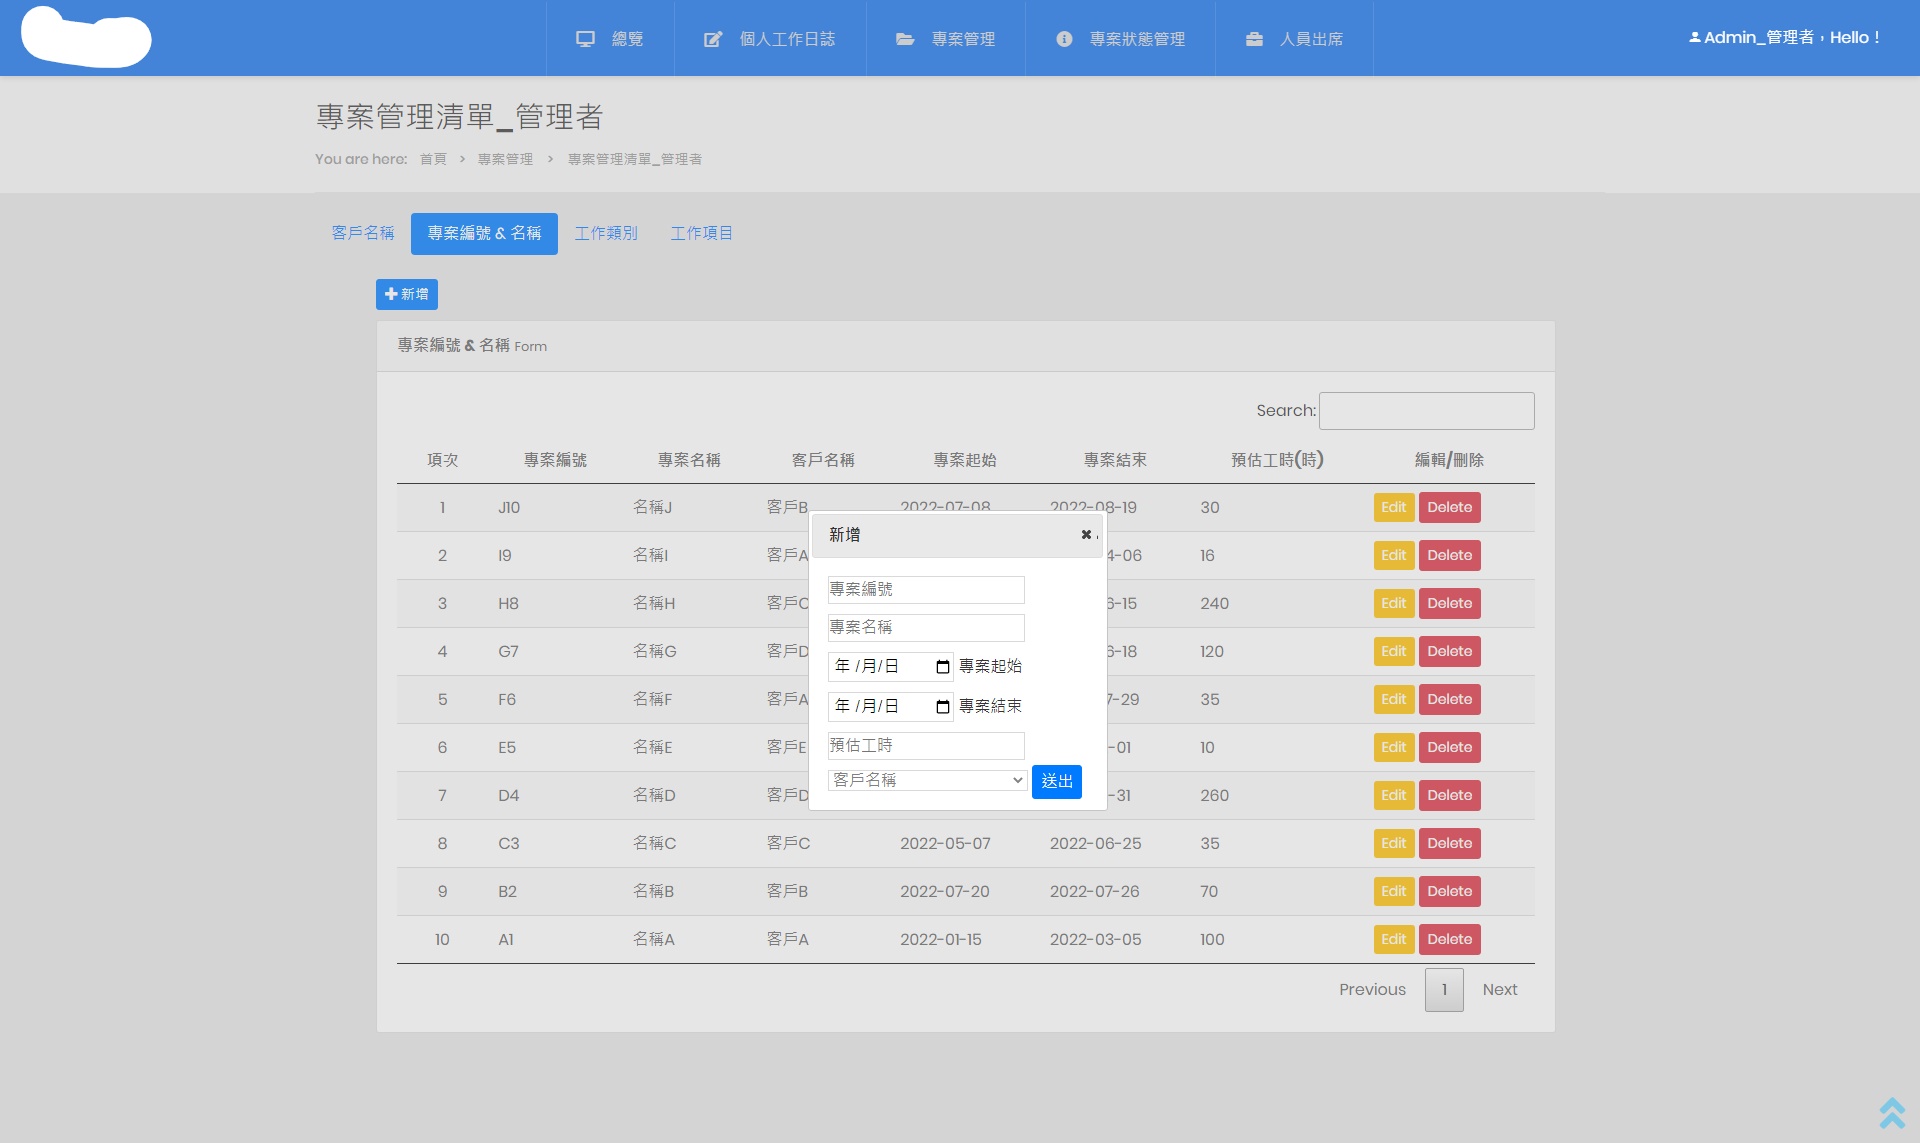 總覽 個人工作日誌 專案管理 專案狀態管理 人員出席 Admin_管理者，Hello！
專案管理清單_管理者
You are here: 首頁 > 專案管理 > 專案管理清單_管理者
客戶名稱 專案編號 & 名稱 工作類別 工作項目
新增
專案編號 & 名稱 Form
Search:
項次 專案編號 專案名稱 客戶名稱 專案起始 專案結束 預估工時(時) 編輯/刪除
1 J10 名稱J 客戶B 2022-07-08 2022-08-19 30 Edit Delete
2 I9 名稱I 客戶A 4-06 16 Edit Delete
3 H8 名稱H 客戶C 6-15 240 Edit Delete
4 G7 名稱G 客戶D 6-18 120 Edit Delete
5 F6 名稱F 客戶A 7-29 35 Edit Delete
6 E5 名稱E 客戶E -01 10 Edit Delete
7 D4 名稱D 客戶D -31 260 Edit Delete
8 C3 名稱C 客戶C 2022-05-07 2022-06-25 35 Edit Delete
9 B2 名稱B 客戶B 2022-07-20 2022-07-26 70 Edit Delete
10 A1 名稱A 客戶A 2022-01-15 2022-03-05 100 Edit Delete
Previous 1 Next
新增
專案編號
專案名稱
年 /月/日 專案起始
年 /月/日 專案結束
預估工時
客戶名稱 送出